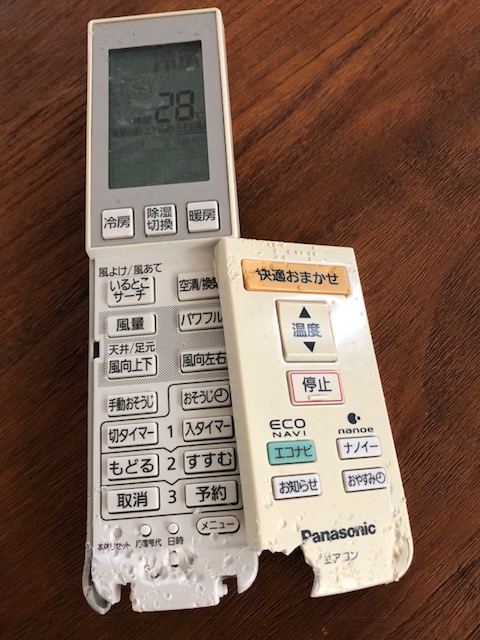 28
冷房
除湿
切換
暖房
風よけ/風あて
いるとこ
サーチ
空清/換気
風量
パワフル
天井/足元
風向上下
風向左右
手動おそうじ
おそうじ
切タイマー
1
入タイマー
もどる
2
すすむ
取消
3
予約
メニュー
日時
快適おまかせ
温度
停止
ECO
NAVI
nanoe
エコナビ
ナノイー
お知らせ
おやすみ
Panasonic
エアコン